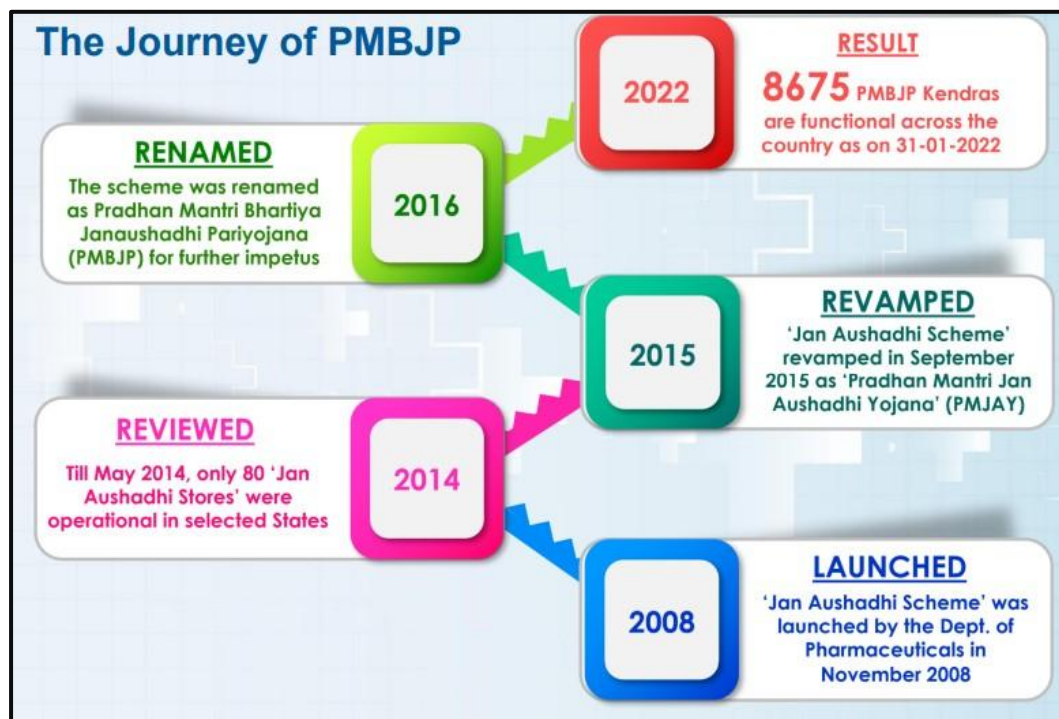 The Journey of PMBJP
2022
RESULT
8675 PMBJP Kendras
are functional across the
country as on 31-01-2022
RENAMED
The scheme was renamed
as Pradhan Mantri Bhartiya
Janaushadhi Pariyojana
(PMBJP) for further impetus
2016
2015
REVAMPED
‘Jan Aushadhi Scheme’
revamped in September
2015 as ‘Pradhan Mantri Jan
Aushadhi Yojana’ (PMJAY)
REVIEWED
Till May 2014, only 80 ‘Jan
Aushadhi Stores’ were
operational in selected States
2014
2008
LAUNCHED
‘Jan Aushadhi Scheme’ was
launched by the Dept. of
Pharmaceuticals in
November 2008